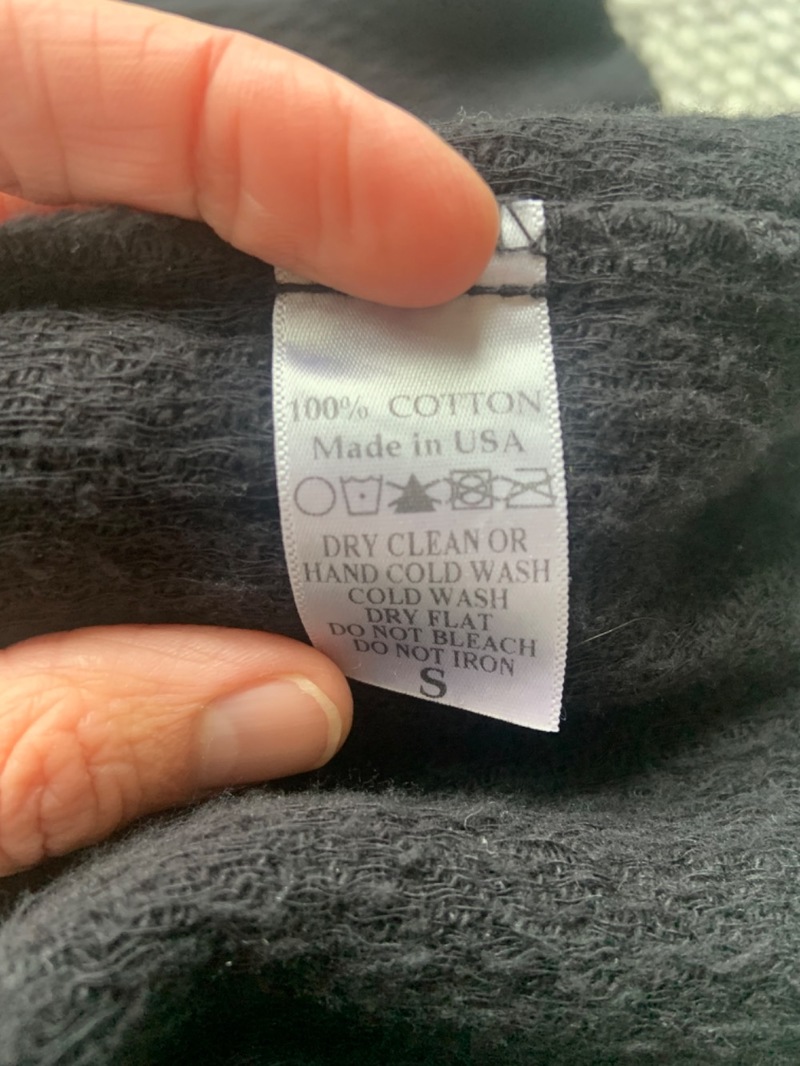 100% COTTON
Made in USA
DRY CLEAN OR
HAND COLD WASH
COLD WASH
DRY FLAT
DO NOT BLEACH
DO NOT IRON
S